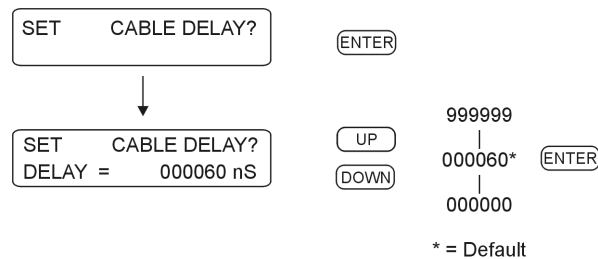 SET CABLE DELAY?
ENTER
SET CABLE DELAY?
DELAY = 000060 nS
UP
DOWN
999999
000060*
000000
ENTER
* = Default